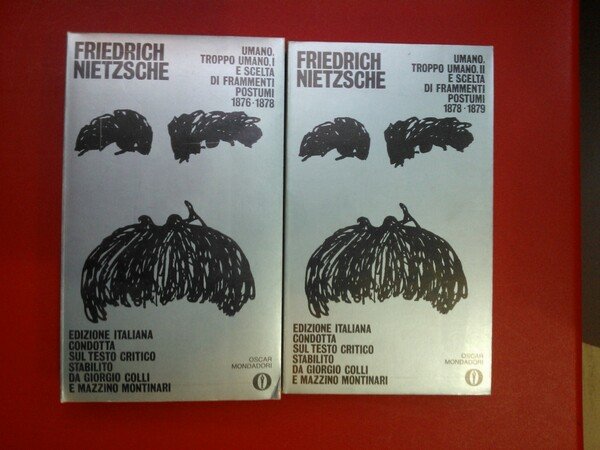 FRIEDRICH
NIETZSCHE
UMANO,
TROPPO UMANO, I
E SCELTA
DI FRAMMENTI
POSTUMI
1876-1878
EDIZIONE ITALIANA
CONDOTTA
SUL TESTO CRITICO
STABILITO
DA GIORGIO COLLI
E MAZZINO MONTINARI
OSCAR
MONDADORI
FRIEDRICH
NIETZSCHE
UMANO,
TROPPO UMANO, II
E SCELTA
DI FRAMMENTI
POSTUMI
1878-1879
EDIZIONE ITALIANA
CONDOTTA
SUL TESTO CRITICO
STABILITO
DA GIORGIO COLLI
E MAZZINO MONTINARI
OSCAR
MONDADORI